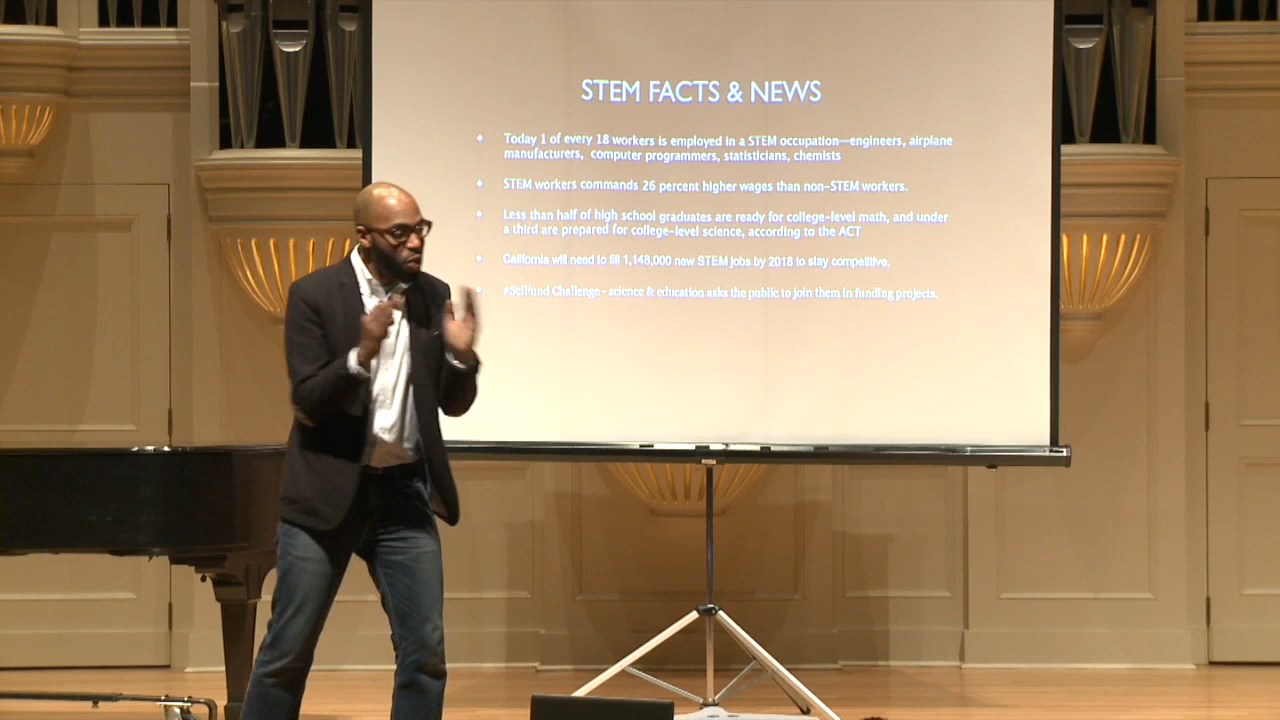 STEM FACTS & NEWS
• Today 1 of every 18 workers is employed in a STEM occupation—engineers, airplane
manufacturers, computer programmers, statisticians, chemists
• STEM workers commands 26 percent higher wages than non-STEM workers.
• Less than half of high school graduates are ready for college-level math, and under
a third are prepared for college-level science, according to the ACT
• California will need to fill 1,148,000 new STEM jobs by 2018 to stay competitive.
• #SciFund Challenge - science & education asks the public to join them in funding projects.